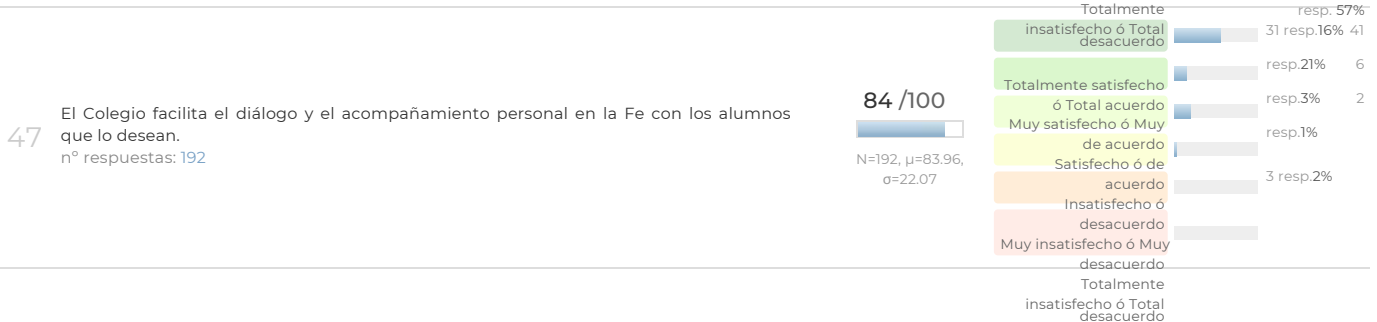 47
El Colegio facilita el diálogo y el acompañamiento personal en la Fe con los alumnos
que lo desean.
nº respuestas: 192
84 /100
N=192, μ=83.96,
σ=22.07
Totalmente
insatisfecho ó Total
desacuerdo
Totalmente satisfecho
ó Total acuerdo
Muy satisfecho ó Muy
de acuerdo
Satisfecho ó de
acuerdo
Insatisfecho ó
desacuerdo
Muy insatisfecho ó Muy
desacuerdo
Totalmente
insatisfecho ó Total
desacuerdo
resp. 57%
31 resp.16% 41
resp.21% 6
resp.3% 2
resp.1%
3 resp.2%